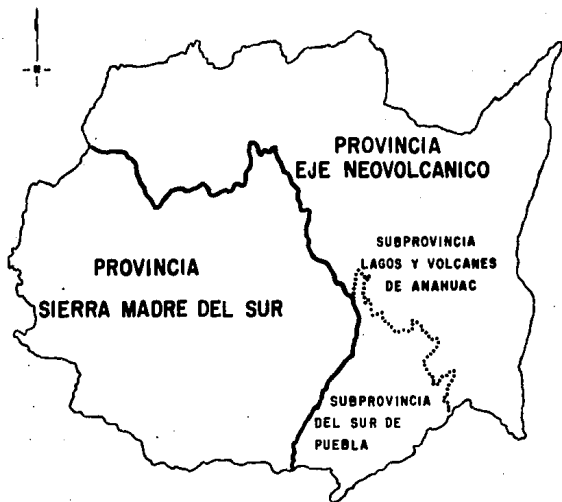 PROVINCIA
EJE NEOVOLCANICO
SUBPROVINCIA
LAGOS Y VOLCANES
DE ANAHUAC
PROVINCIA
SIERRA MADRE DEL SUR
SUBPROVINCIA
DEL SUR DE
PUEBLA